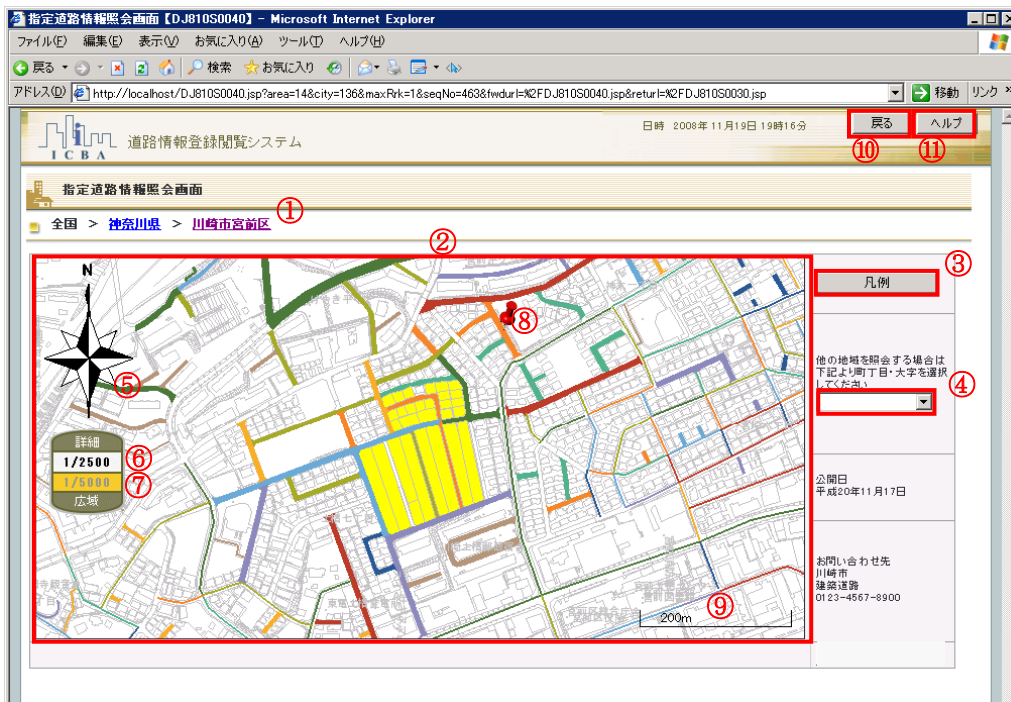 指定道路情報照会画面【DJ810S0040】 - Microsoft Internet Explorer
ファイル(F) 編集(E) 表示(V) お気に入り(A) ツール(T) ヘルプ(H)
戻る 検索 お気に入り
アドレス(D) http://localhost/DJ810S0040.jsp?area=14&city=136&maxRrk=1&seqNo=463&fwdurl=%2FDJ810S0040.jsp&returl=%2FDJ810S0030.jsp 移動 リンク »
ICBA 道路情報登録閲覧システム
日時 2008年11月19日19時16分
戻る ヘルプ
⑩ ⑪
指定道路情報照会画面
全国 > 神奈川県 > 川崎市宮前区 ①
②
③
凡例
N
⑧
他の地域を照会する場合は
下記より町丁目・大字を選択
してください
④
⑤
詳細
1/2500 ⑥
1/5000 ⑦
広域
公開日
平成20年11月17日
お問い合わせ先
川崎市
建築道路
0123-4567-8900
⑨
200m